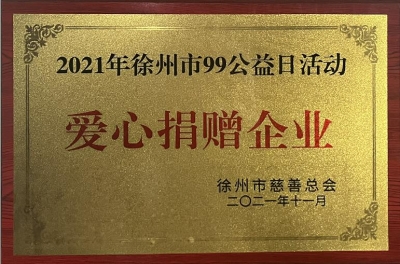 2021年徐州市99公益日活动
爱心捐赠企业
徐州市慈善总会
二〇二一年十一月